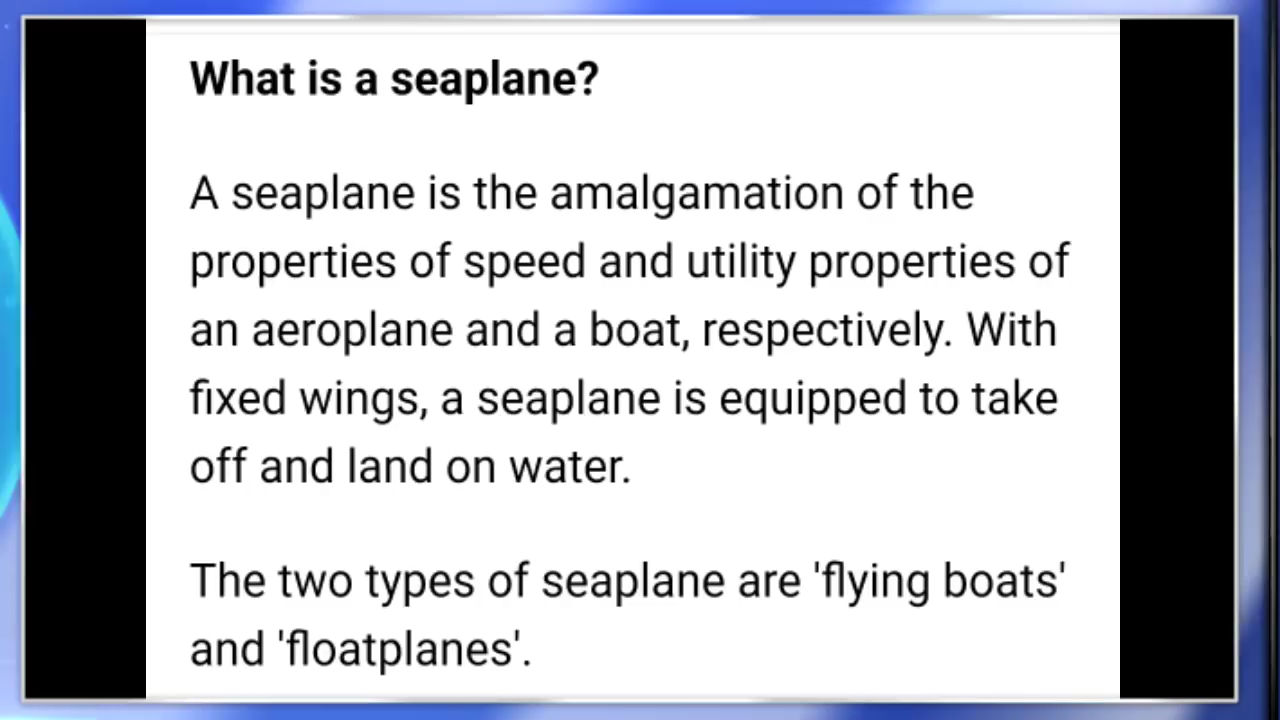 What is a seaplane?
A seaplane is the amalgamation of the
properties of speed and utility properties of
an aeroplane and a boat, respectively. With
fixed wings, a seaplane is equipped to take
off and land on water.
The two types of seaplane are 'flying boats'
and 'floatplanes'.